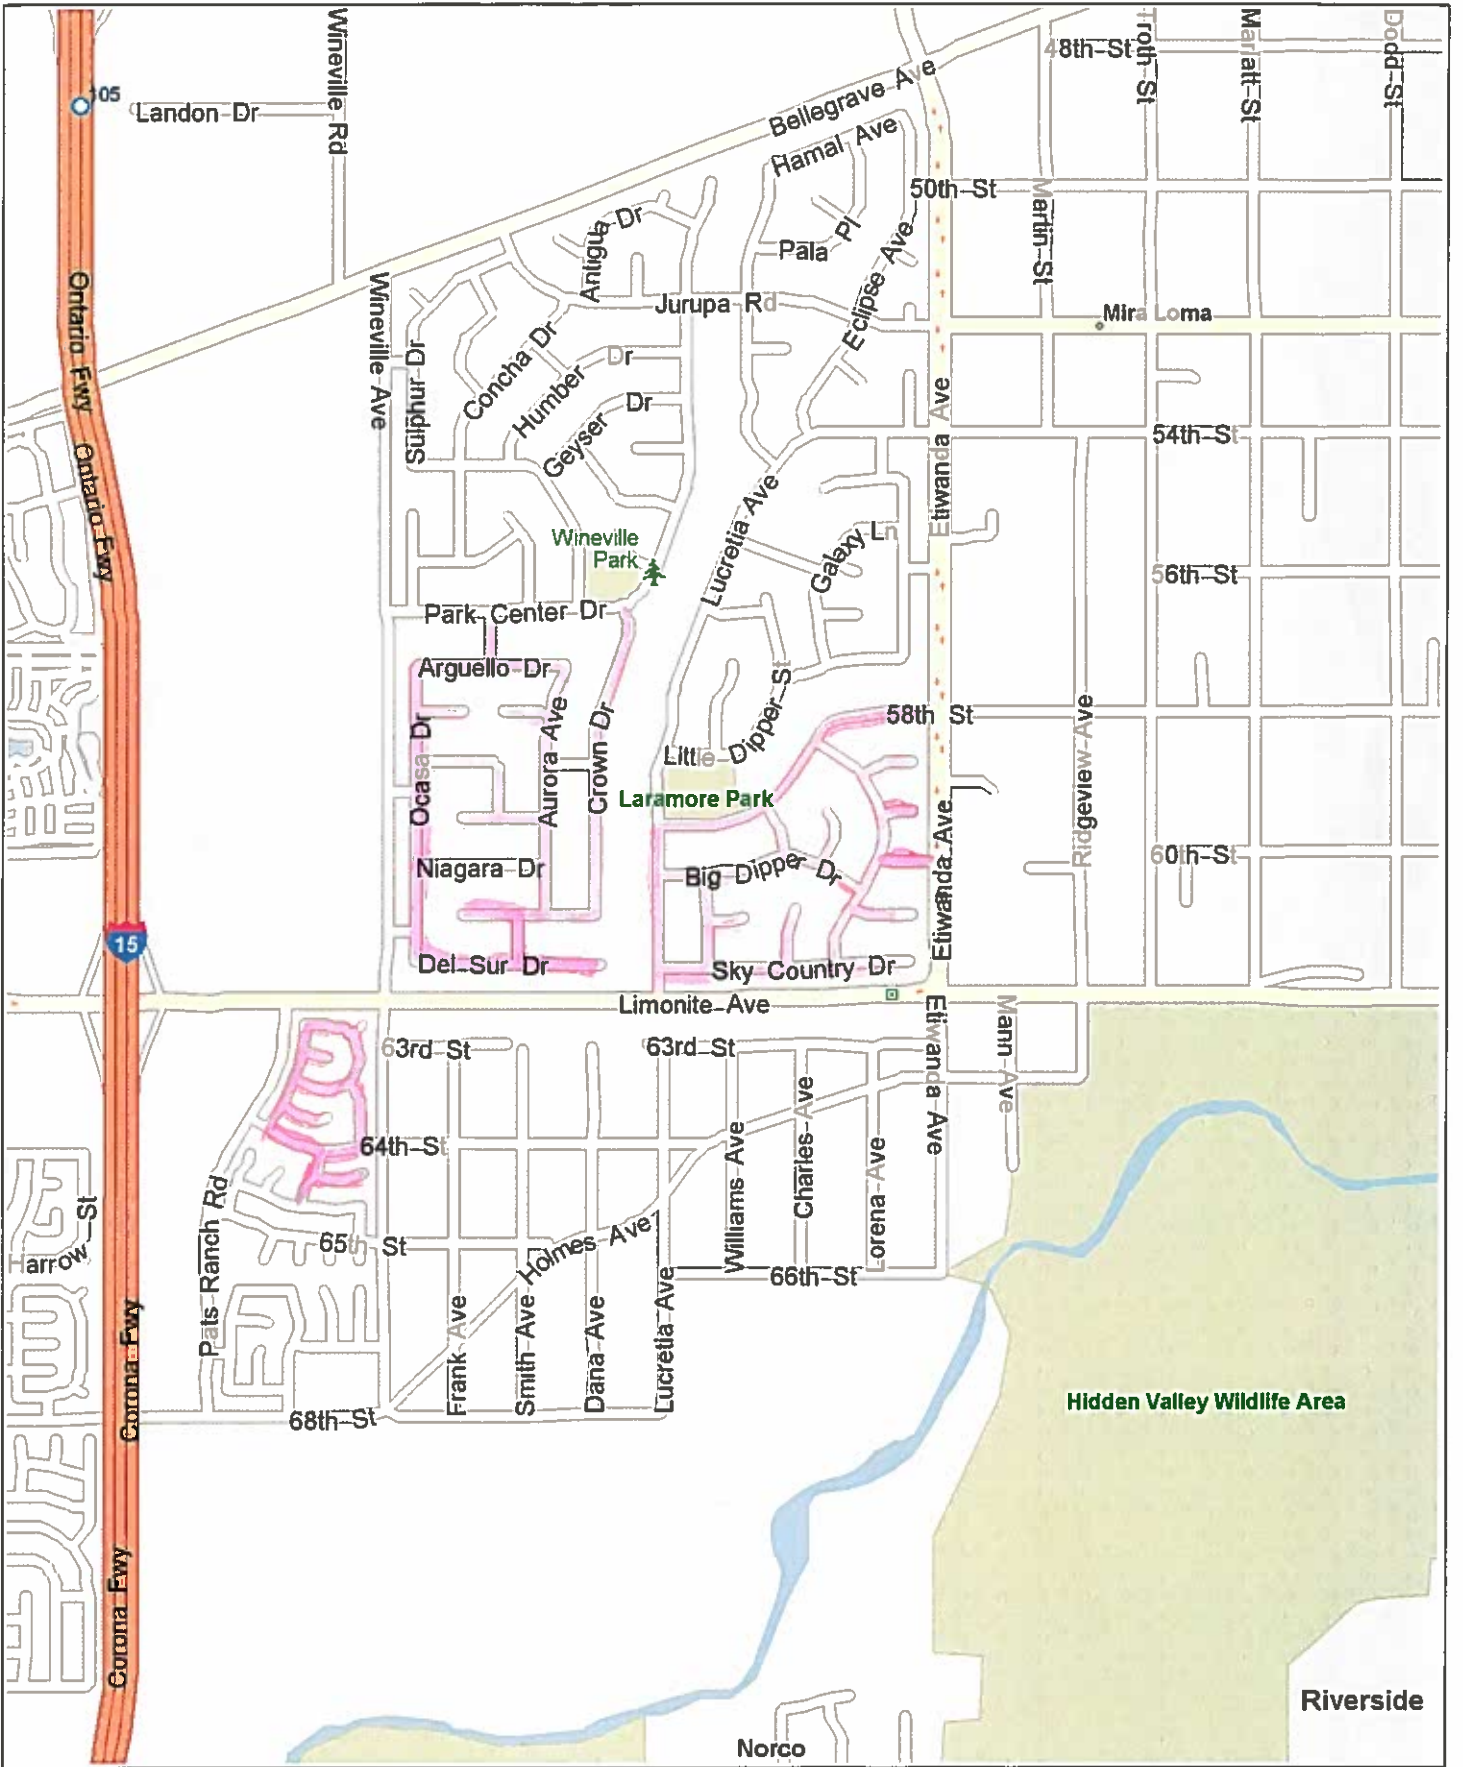 Wineville Rd
48th-St
Troth-St
Marlatt-St
Dodd-St
105
Landon-Dr
Bellegrave Ave
Hamal Ave
50th-St
Martin-St
Antigua-Dr
Pala Pl
Eclipse Ave
Jurupa Rd
Mira Loma
Ontario Fwy
Wineville-Ave
Sulphur-Dr
Concha Dr
Humber Dr
Geyser Dr
Etiwanda Ave
54th-St
Ontario-Fwy
Lucretia Ave
Galaxy-Ln
Wineville
Park
56th-St
Park-Center-Dr
Arguello-Dr
Ocasa-Dr
Aurora-Ave
Crown-Dr
58th St
Little-Dipper-St
Ridgeview-Ave
Laramore Park
Niagara-Dr
Big-Dipper Dr
Etiwanda-Ave
60th-St
15
Del-Sur Dr
Sky Country-Dr
Limonite-Ave
Etiwanda Ave
Mann-Ave
63rd St
63rd-St
64th-St
Williams-Ave
Charles-Ave
Lorena-Ave
Pats-Ranch Rd
Harrow-St
65th St
Holmes-Ave
66th-St
Frank-Ave
Smith-Ave
Dana-Ave
Lucretia-Ave
Corona-Fwy
68th-St
Hidden Valley Wildlife Area
Corona Fwy
Riverside
Norco